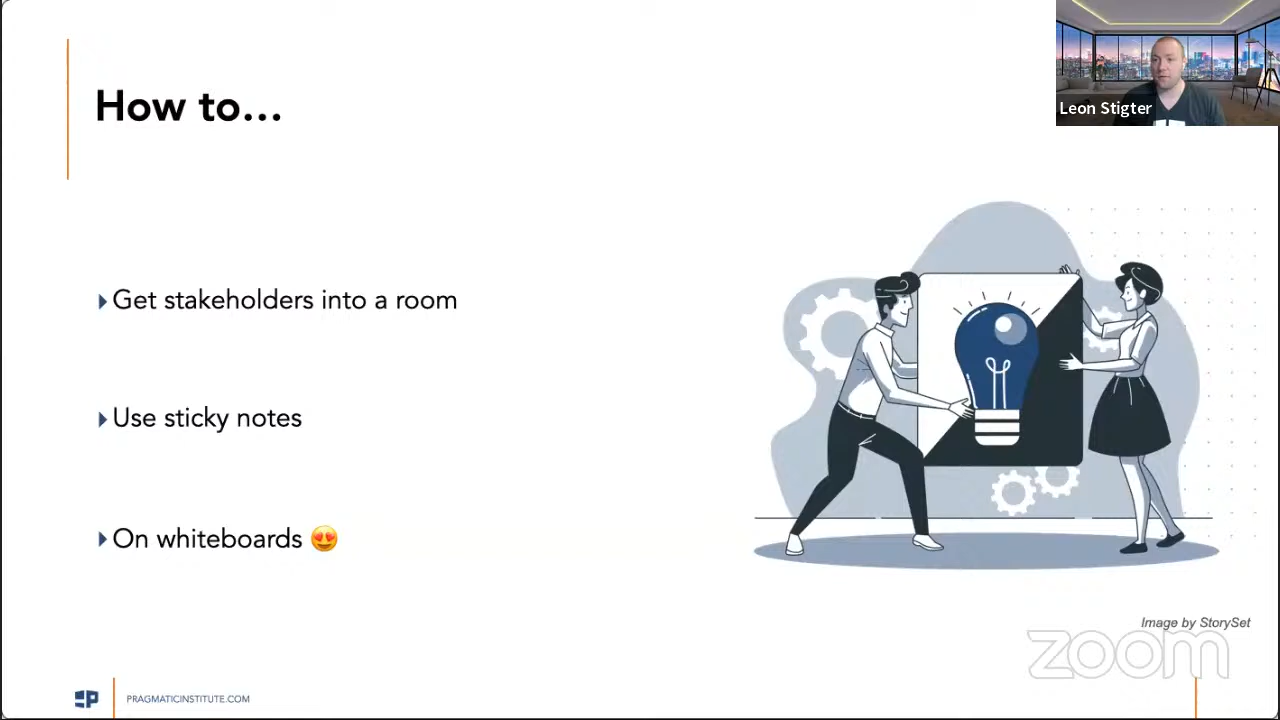 How to...
Leon Stigter
Get stakeholders into a room
Use sticky notes
On whiteboards 😍
Image by StorySet
zoom
PRAGMATICINSTITUTE.COM